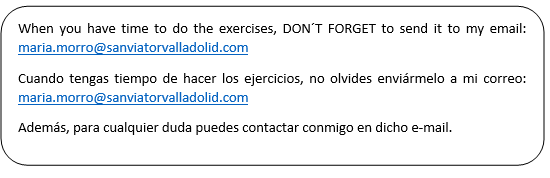 When you have time to do the exercises, DON´T FORGET to send it to my email:
maria.morro@sanviatorvalladolid.com
Cuando tengas tiempo de hacer los ejercicios, no olvides enviármelo a mi correo:
maria.morro@sanviatorvalladolid.com
Además, para cualquier duda puedes contactar conmigo en dicho e-mail.